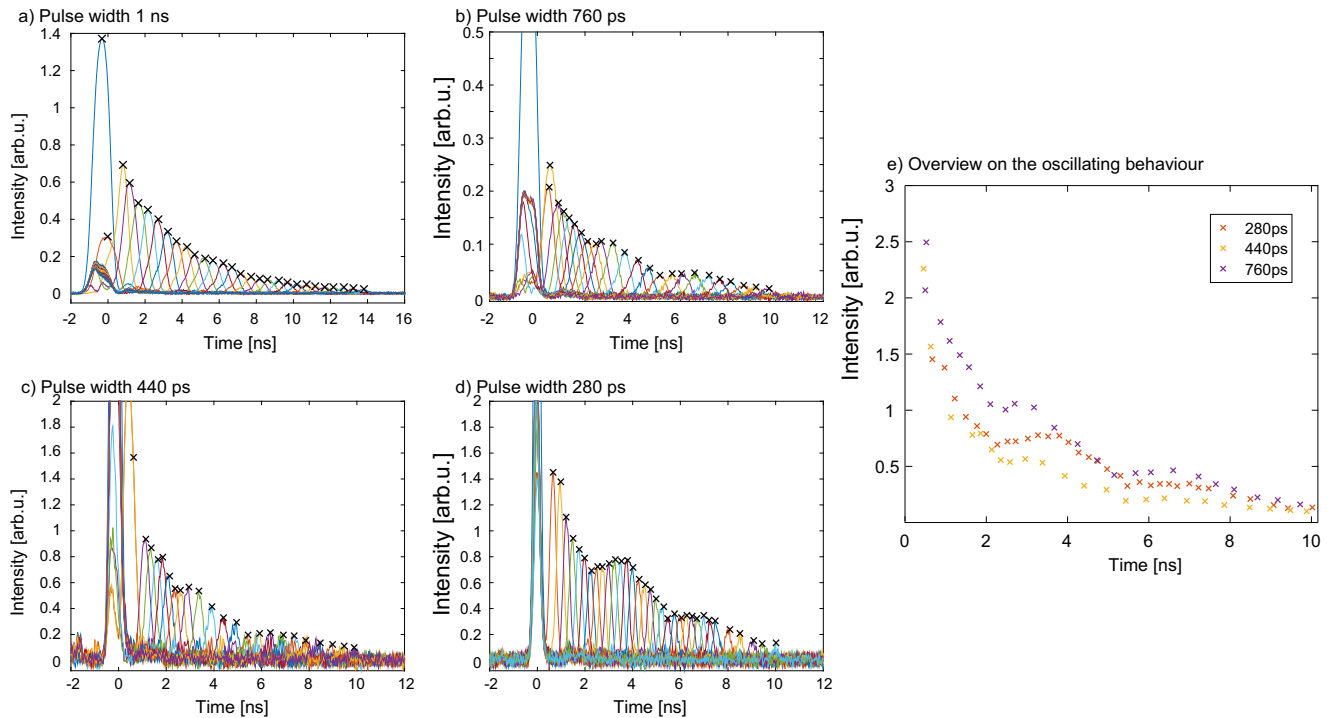 a) Pulse width 1 ns
1.4
1.2
1
0.8
0.6
0.4
0.2
0
Intensity [arb.u.]
-2 0 2 4 6 8 10 12 14 16
Time [ns]
b) Pulse width 760 ps
0.5
0.4
0.3
0.2
0.1
0
Intensity [arb.u.]
-2 0 2 4 6 8 10 12
Time [ns]
c) Pulse width 440 ps
2
1.8
1.6
1.4
1.2
1
0.8
0.6
0.4
0.2
0
Intensity [arb.u.]
-2 0 2 4 6 8 10 12
Time [ns]
d) Pulse width 280 ps
2
1.8
1.6
1.4
1.2
1
0.8
0.6
0.4
0.2
0
Intensity [arb.u.]
-2 0 2 4 6 8 10 12
Time [ns]
e) Overview on the oscillating behaviour
3
2.5
2
1.5
1
0.5
Intensity [arb.u.]
280ps
440ps
760ps
0 2 4 6 8 10
Time [ns]